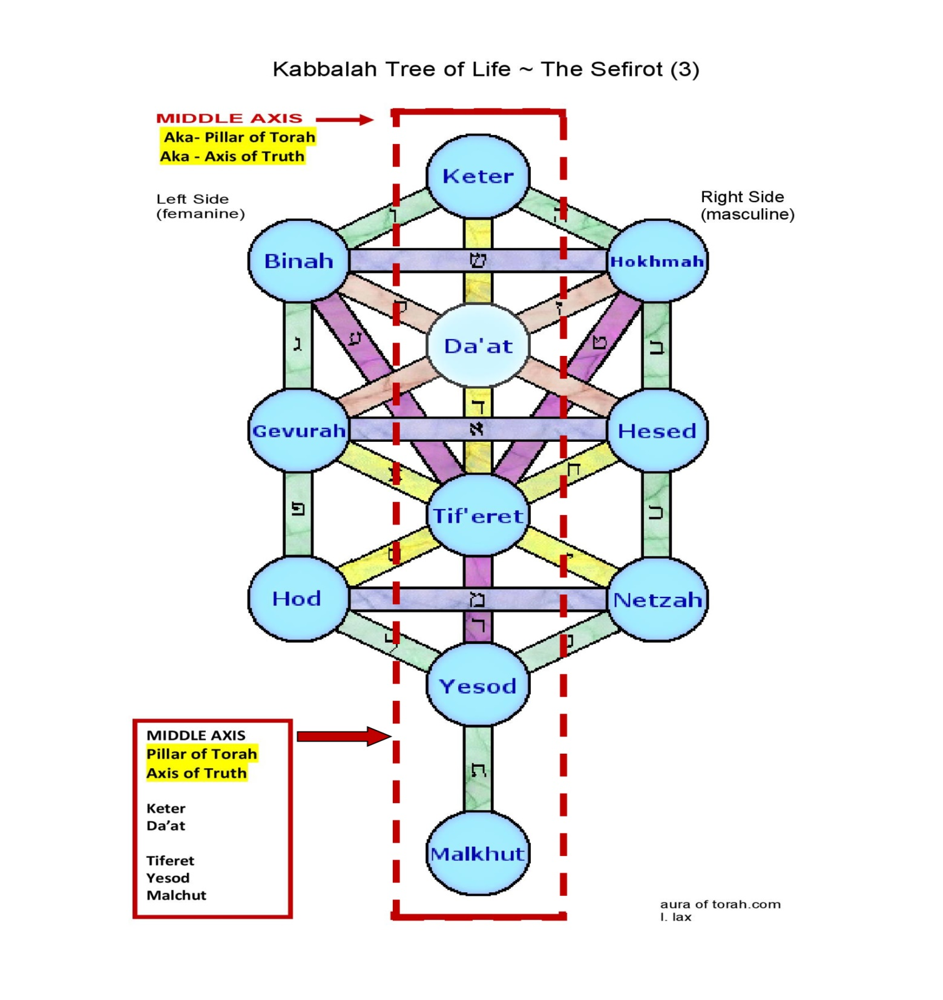 Kabbalah Tree of Life ~ The Sefirot (3)
MIDDLE AXIS
Aka- Pillar of Torah
Aka - Axis of Truth
Keter
Left Side
(femanine)
Right Side
(masculine)
Binah
ש
Hokhmah
ע
ט
Da'at
ג
ב
ד
Gevurah
א
Hesed
ח
Tif'eret
פ
כ
י
Hod
מ
Netzah
ר
Yesod
ת
MIDDLE AXIS
Pillar of Torah
Axis of Truth
Keter
Da’at
Tiferet
Yesod
Malchut
Malkhut
aura of torah.com
l. lax